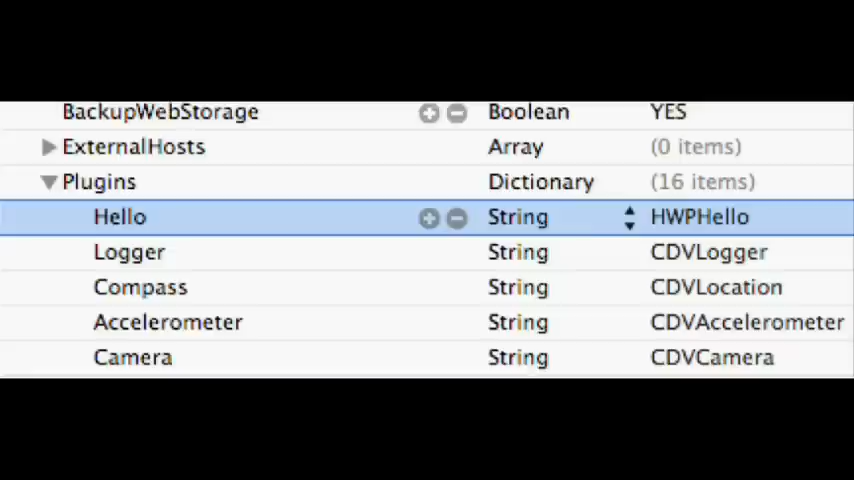 BackupWebStorage Boolean YES
ExternalHosts Array (0 items)
Plugins Dictionary (16 items)
Hello String HWPHello
Logger String CDVLogger
Compass String CDVLocation
Accelerometer String CDVAccelerometer
Camera String CDVCamera